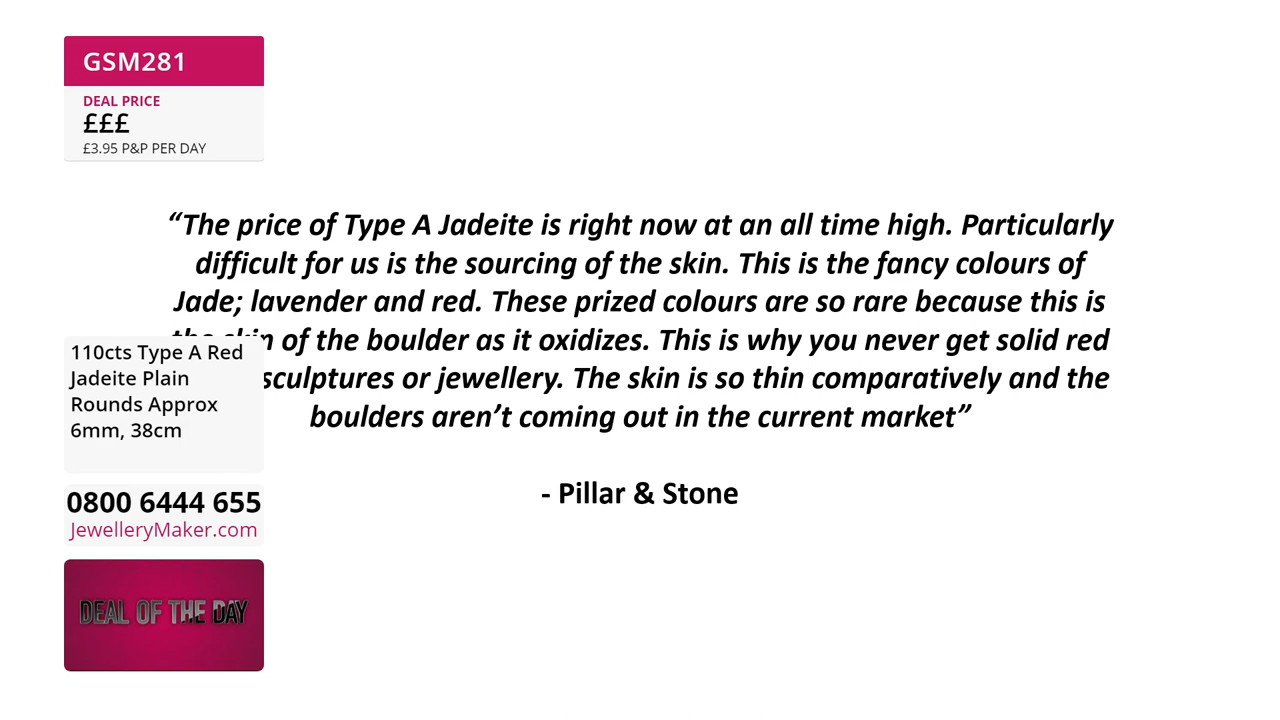 GSM281
DEAL PRICE
£££
£3.95 P&P PER DAY
“The price of Type A Jadeite is right now at an all time high. Particularly
difficult for us is the sourcing of the skin. This is the fancy colours of
Jade; lavender and red. These prized colours are so rare because this is
the skin of the boulder as it oxidizes. This is why you never get solid red
sculptures or jewellery. The skin is so thin comparatively and the
boulders aren’t coming out in the current market”
- Pillar & Stone
110cts Type A Red
Jadeite Plain
Rounds Approx
6mm, 38cm
0800 6444 655
JewelleryMaker.com
DEAL OF THE DAY